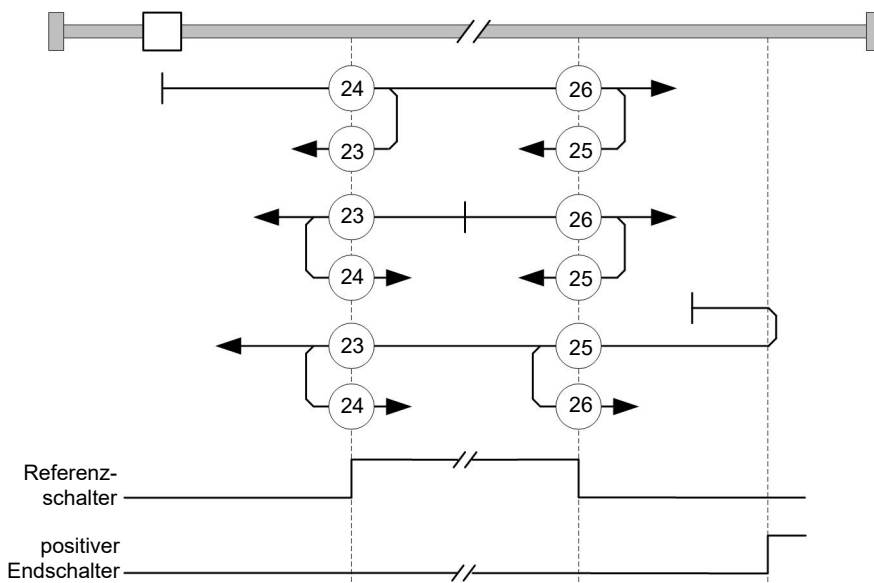 24 26
23 25
23 26
24 25
23 25
24 26
Referenz-
schalter
positiver
Endschalter